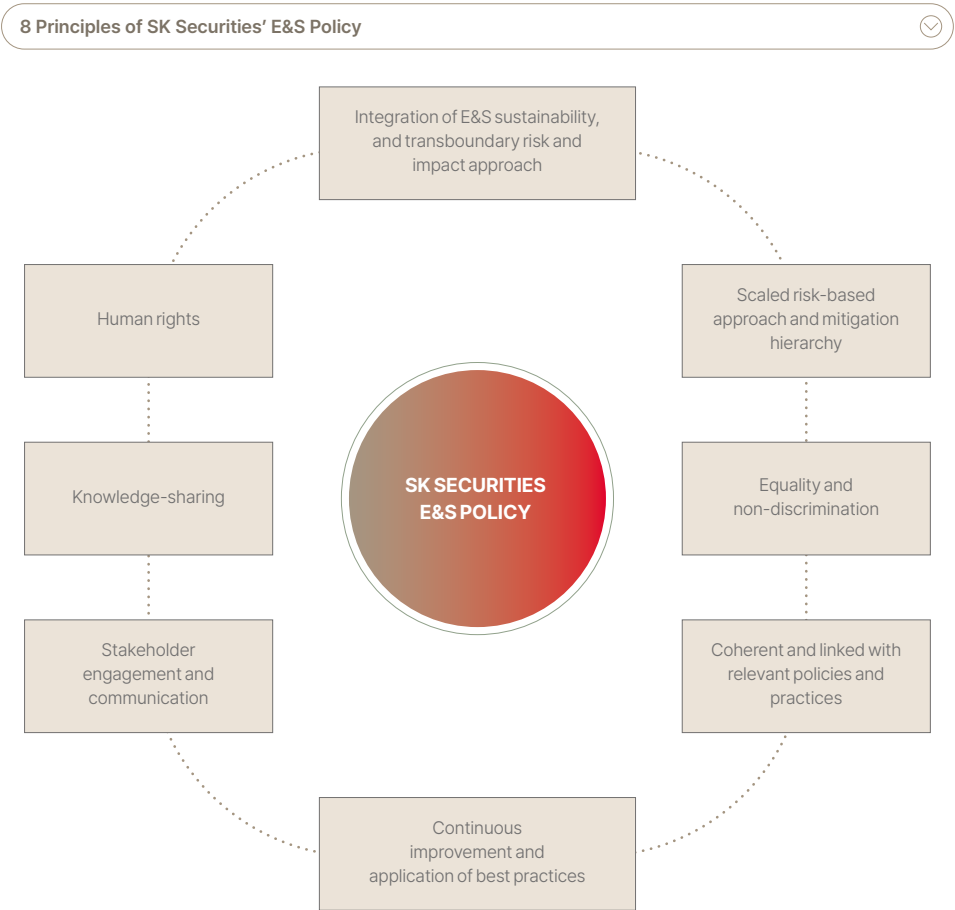 8 Principles of SK Securities’ E&S Policy
Integration of E&S sustainability,
and transboundary risk and
impact approach
Human rights
Scaled risk-based
approach and mitigation
hierarchy
Knowledge-sharing
SK SECURITIES
E&S POLICY
Equality and
non-discrimination
Stakeholder
engagement and
communication
Coherent and linked with
relevant policies and
practices
Continuous
improvement and
application of best practices